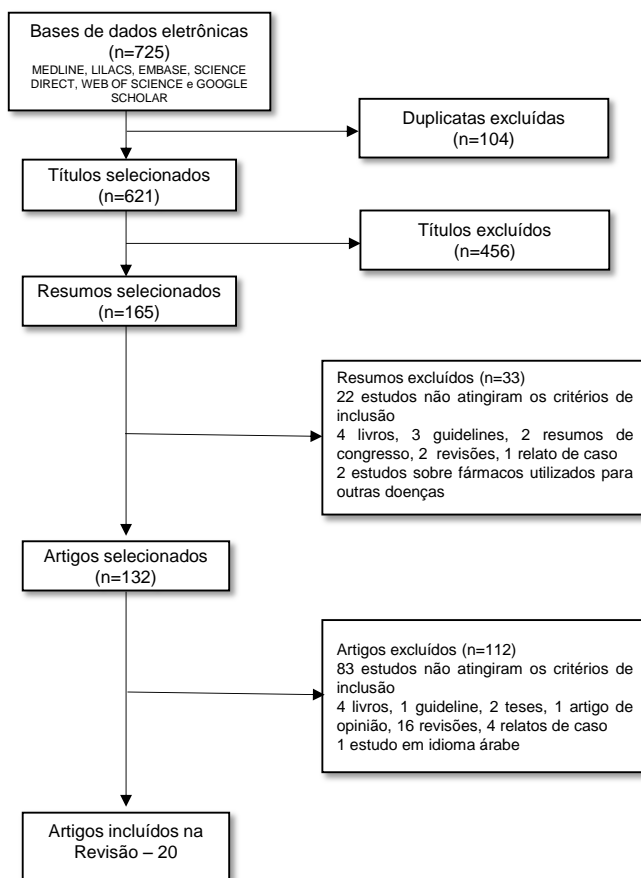 Bases de dados eletrônicas
(n=725)
MEDLINE, LILACS, EMBASE, SCIENCE
DIRECT, WEB OF SCIENCE e GOOGLE
SCHOLAR
Duplicatas excluídas
(n=104)
Títulos selecionados
(n=621)
Títulos excluídos
(n=456)
Resumos selecionados
(n=165)
Resumos excluídos (n=33)
22 estudos não atingiram os critérios de
inclusão
4 livros, 3 guidelines, 2 resumos de
congresso, 2 revisões, 1 relato de caso
2 estudos sobre fármacos utilizados para
outras doenças
Artigos selecionados
(n=132)
Artigos excluídos (n=112)
83 estudos não atingiram os critérios de
inclusão
4 livros, 1 guideline, 2 teses, 1 artigo de
opinião, 16 revisões, 4 relatos de caso
1 estudo em idioma árabe
Artigos incluídos na
Revisão – 20